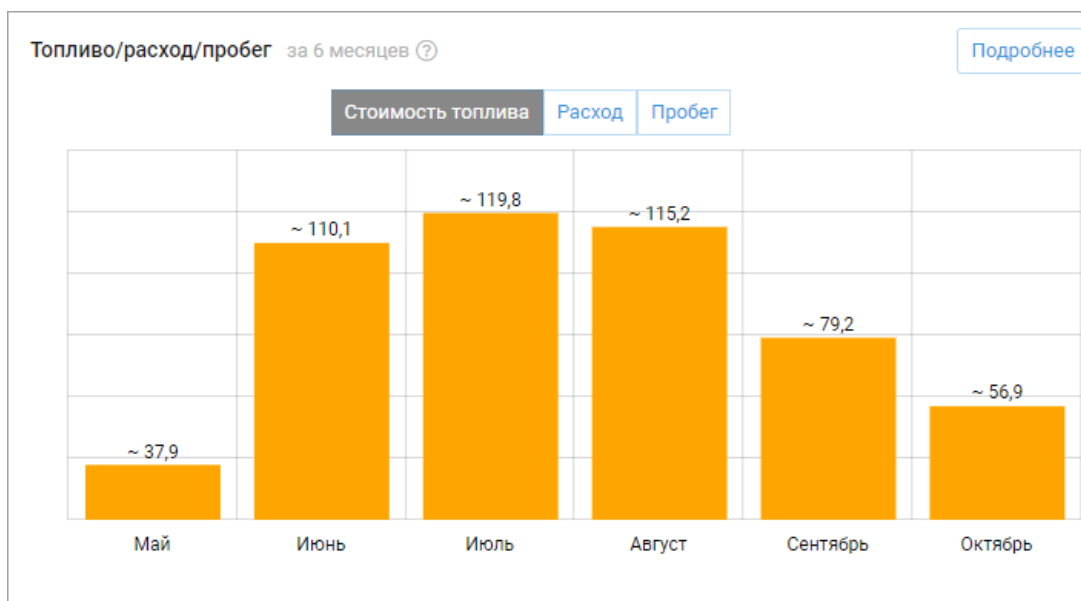 Топливо/расход/пробег за 6 месяцев ?
Подробнее
Стоимость топлива Расход Пробег
~ 37,9
~ 110,1
~ 119,8
~ 115,2
~ 79,2
~ 56,9
Май Июнь Июль Август Сентябрь Октябрь